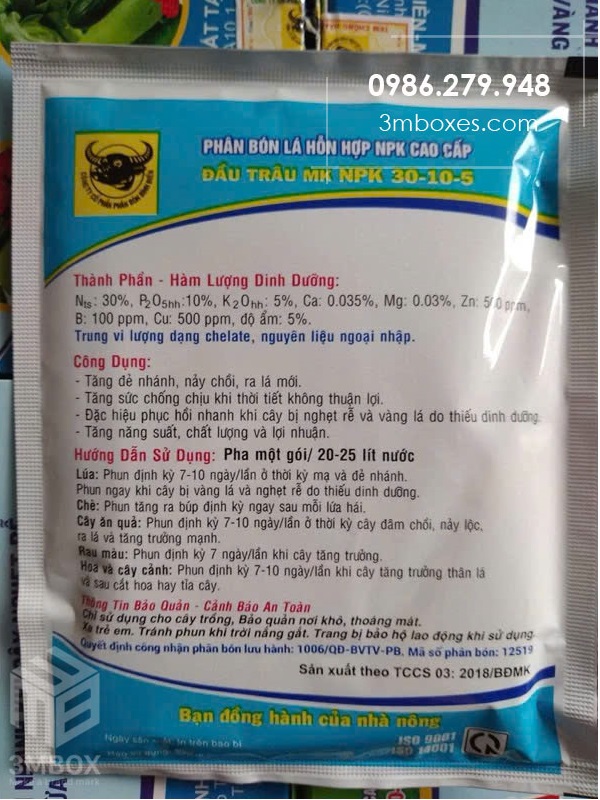 0986.279.948
3mboxes.com
PHÂN BÓN LÁ HỖN HỢP NPK CAO CẤP
ĐẦU TRÂU MK NPK 30-10-5
Thành Phần - Hàm Lượng Dinh Dưỡng:
Nts: 30%, P2O5hh:10%, K2Ohh: 5%, Ca: 0.035%, Mg: 0.03%, Zn: 500 ppm,
B: 100 ppm, Cu: 500 ppm, độ ẩm: 5%.
Trung vi lượng dạng chelate, nguyên liệu ngoại nhập.
Công Dụng:
- Tăng đẻ nhánh, nảy chồi, ra lá mới.
- Tăng sức chống chịu khi thời tiết không thuận lợi.
- Đặc hiệu phục hồi nhanh khi cây bị nghẹt rễ và vàng lá do thiếu dinh dưỡng.
- Tăng năng suất, chất lượng và lợi nhuận.
Hướng Dẫn Sử Dụng: Pha một gói/ 20-25 lít nước
Lúa: Phun định kỳ 7-10 ngày/lần ở thời kỳ mạ và đẻ nhánh.
Phun ngay khi cây bị vàng lá và nghẹt rễ do thiếu dinh dưỡng.
Chè: Phun tăng ra búp định kỳ ngay sau mỗi lứa hái.
Cây ăn quả: Phun định kỳ 7-10 ngày/lần ở thời kỳ cây đâm chồi, nảy lộc,
ra lá và tăng trưởng mạnh.
Rau màu: Phun định kỳ 7 ngày/lần khi cây tăng trưởng.
Hoa và cây cảnh: Phun định kỳ 7-10 ngày/lần khi cây tăng trưởng thân lá
và sau cắt hoa hay tỉa cây.
Thông Tin Bảo Quản - Cảnh Báo An Toàn
Chỉ sử dụng cho cây trồng, Bảo quản nơi khô, thoáng mát.
Xa trẻ em. Tránh phun khi trời nắng gắt. Trang bị bảo hộ lao động khi sử dụng
Quyết định công nhận phân bón lưu hành: 1006/QĐ-BVTV-PB. Mã số phân bón: 12519
Sản xuất theo TCCS 03: 2018/BĐMK
Bạn đồng hành của nhà nông
ISO 9001
ISO 14001
3MBOX